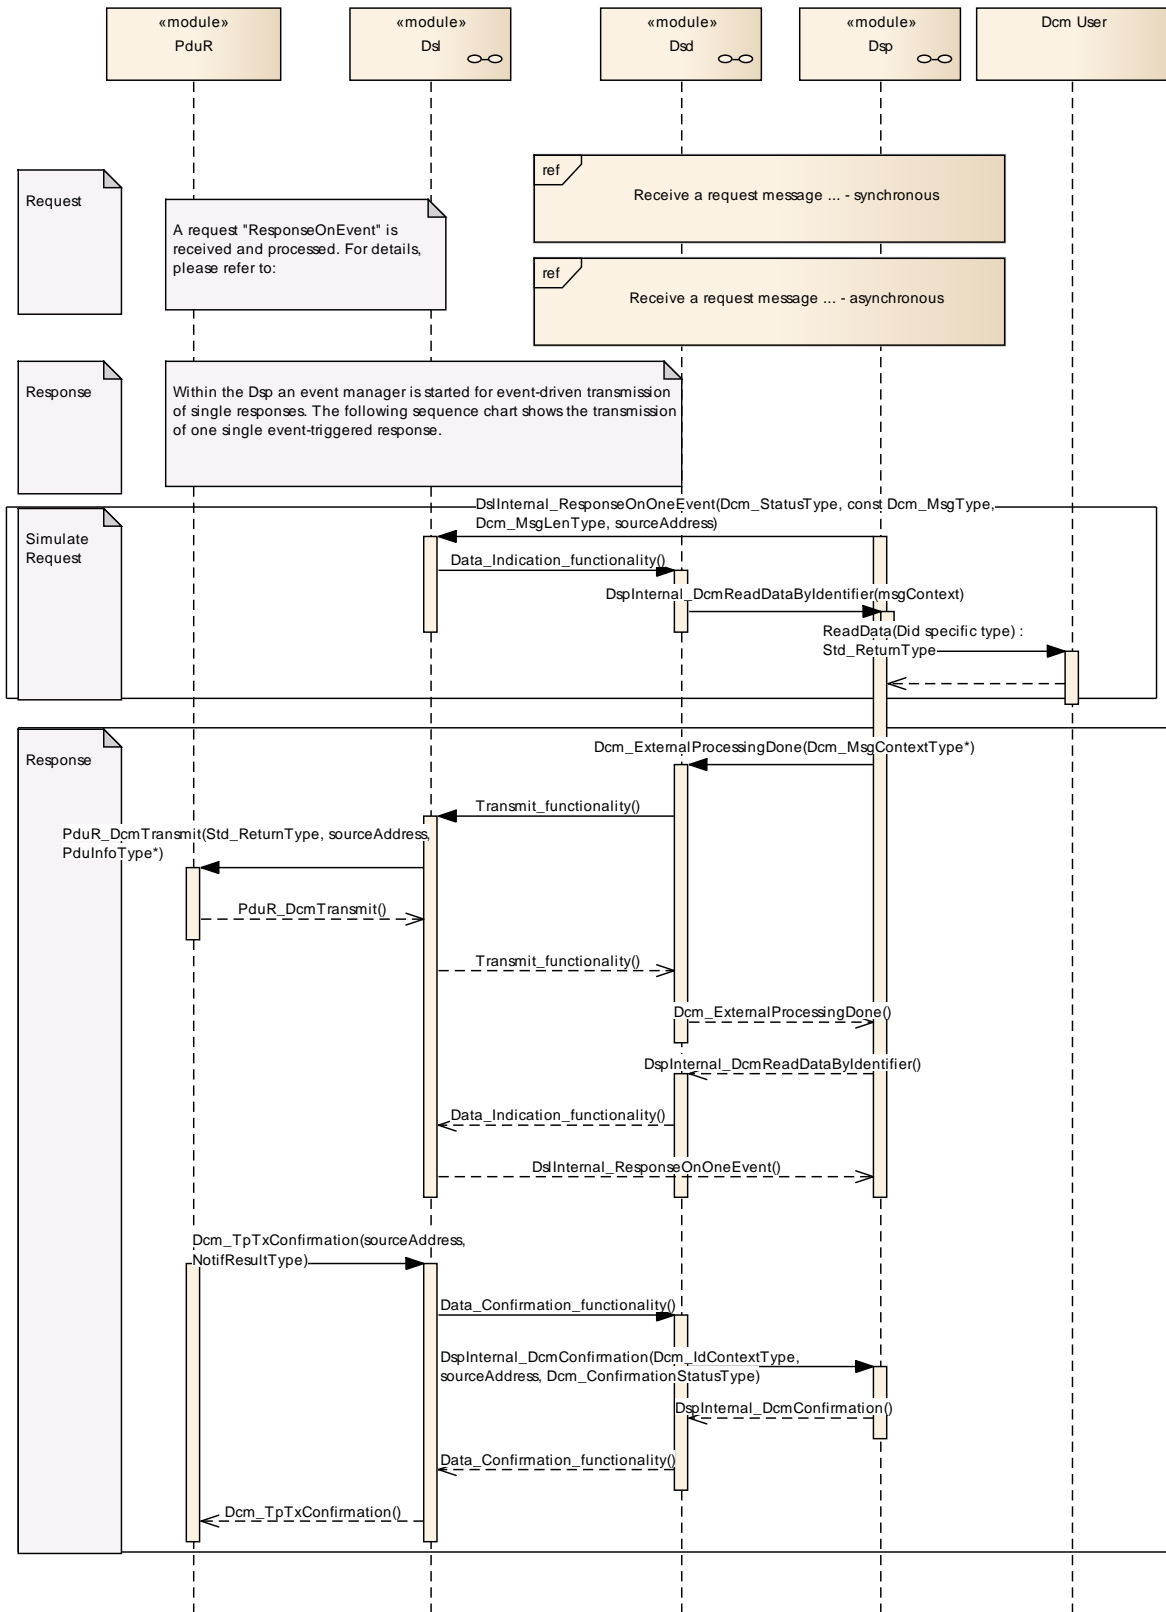 «module»
PduR
«module»
Dsl
«module»
Dsd
«module»
Dsp
Dcm User
Request
A request "ResponseOnEvent" is
received and processed. For details,
please refer to:
ref
Receive a request message ... - synchronous
ref
Receive a request message ... - asynchronous
Response
Within the Dsp an event manager is started for event-driven transmission
of single responses. The following sequence chart shows the transmission
of one single event-triggered response.
DslInternal_ResponseOnOneEvent(Dcm_StatusType, const Dcm_MsgType,
Dcm_MsgLenType, sourceAddress)
Simulate
Request
Data_Indication_functionality()
DspInternal_DcmReadDataByIdentifier(msgContext)
ReadData(Did specific type) :
Std_ReturnType
Response
Dcm_ExternalProcessingDone(Dcm_MsgContextType*)
Transmit_functionality()
PduR_DcmTransmit(Std_ReturnType, sourceAddress,
PduInfoType*)
PduR_DcmTransmit()
Transmit_functionality()
Dcm_ExternalProcessingDone()
DspInternal_DcmReadDataByIdentifier()
Data_Indication_functionality()
DslInternal_ResponseOnOneEvent()
Dcm_TpTxConfirmation(sourceAddress,
NotifResultType)
Data_Confirmation_functionality()
DspInternal_DcmConfirmation(Dcm_IdContextType,
sourceAddress, Dcm_ConfirmationStatusType)
DspInternal_DcmConfirmation()
Data_Confirmation_functionality()
Dcm_TpTxConfirmation()